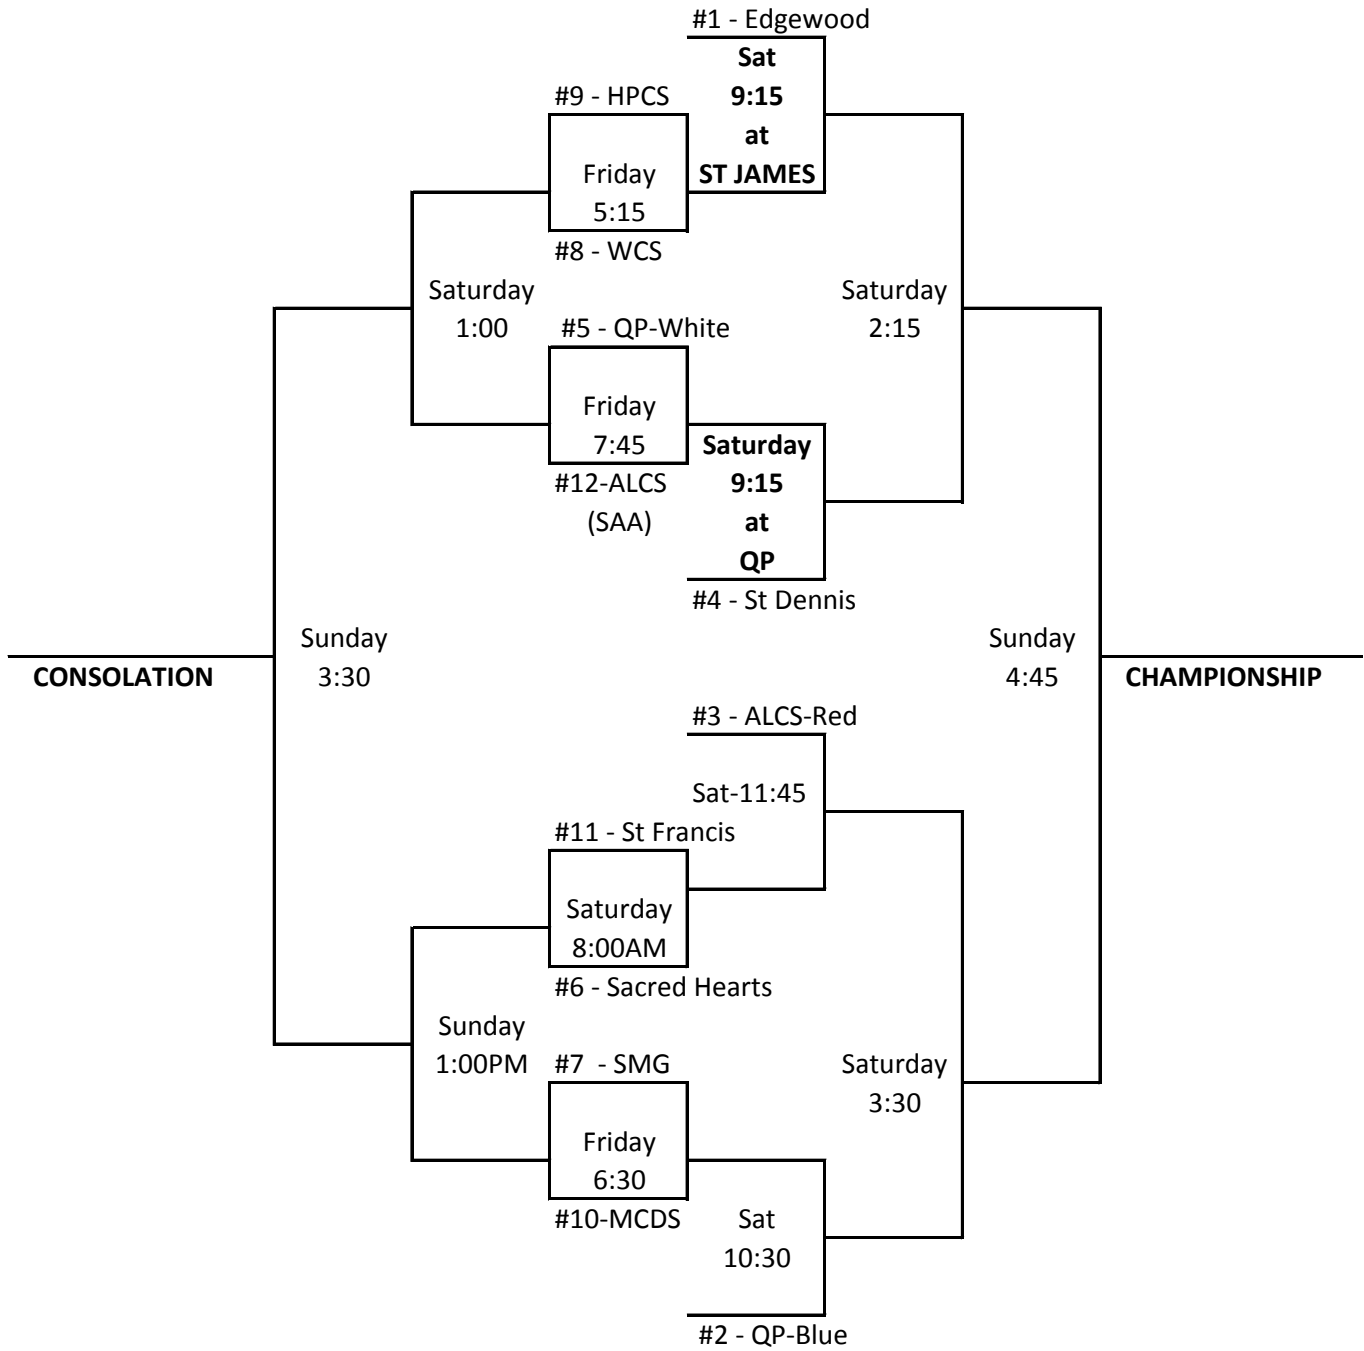 #1 - Edgewood
Sat
9:15
at
ST JAMES
#9 - HPCS
Friday
5:15
#8 - WCS
Saturday
1:00
Saturday
2:15
#5 - QP-White
Friday
7:45
#12-ALCS
(SAA)
Saturday
9:15
at
QP
#4 - St Dennis
Sunday
3:30
CONSOLATION
Sunday
4:45
CHAMPIONSHIP
#3 - ALCS-Red
Sat-11:45
#11 - St Francis
Saturday
8:00AM
#6 - Sacred Hearts
Sunday
1:00PM
#7 - SMG
Friday
6:30
#10-MCDS
Saturday
3:30
Sat
10:30
#2 - QP-Blue